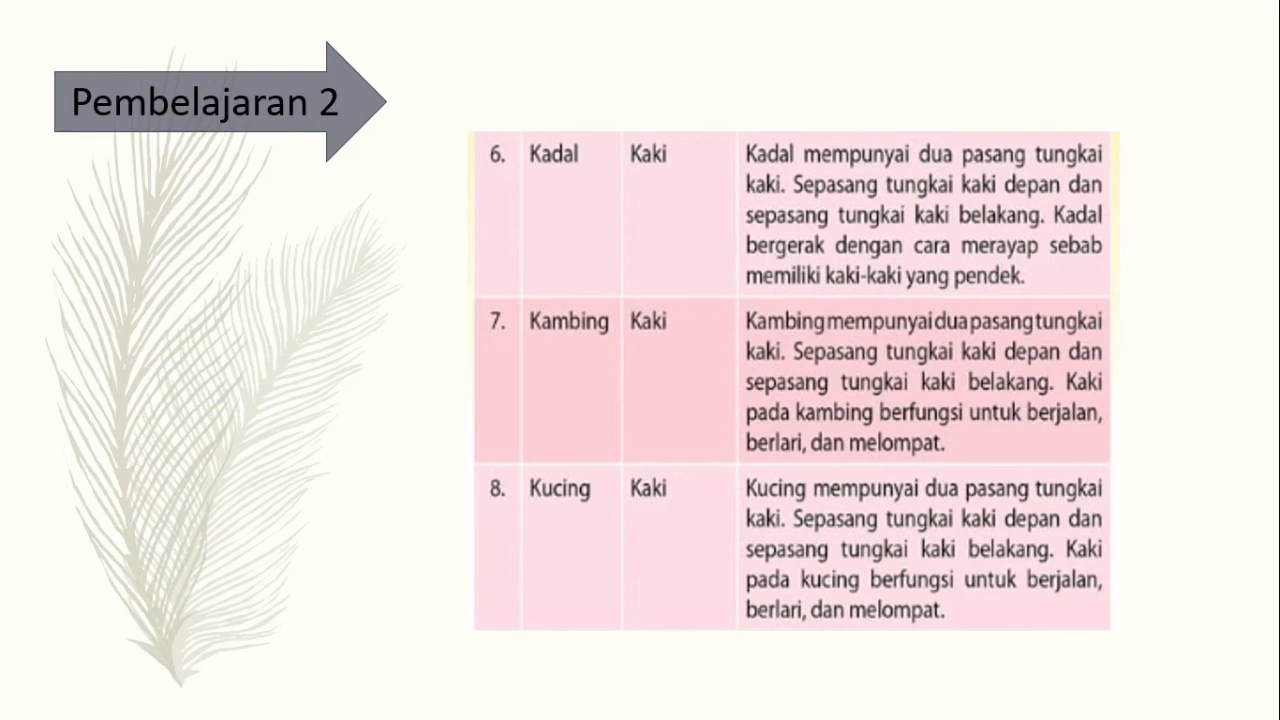 Pembelajaran 2
6. Kadal Kaki Kadal mempunyai dua pasang tungkai
kaki. Sepasang tungkai kaki depan dan
sepasang tungkai kaki belakang. Kadal
bergerak dengan cara merayap sebab
memiliki kaki-kaki yang pendek.
7. Kambing Kaki Kambing mempunyai dua pasang tungkai
kaki. Sepasang tungkai kaki depan dan
sepasang tungkai kaki belakang. Kaki
pada kambing berfungsi untuk berjalan,
berlari, dan melompat.
8. Kucing Kaki Kucing mempunyai dua pasang tungkai
kaki. Sepasang tungkai kaki depan dan
sepasang tungkai kaki belakang. Kaki
pada kucing berfungsi untuk berjalan,
berlari, dan melompat.